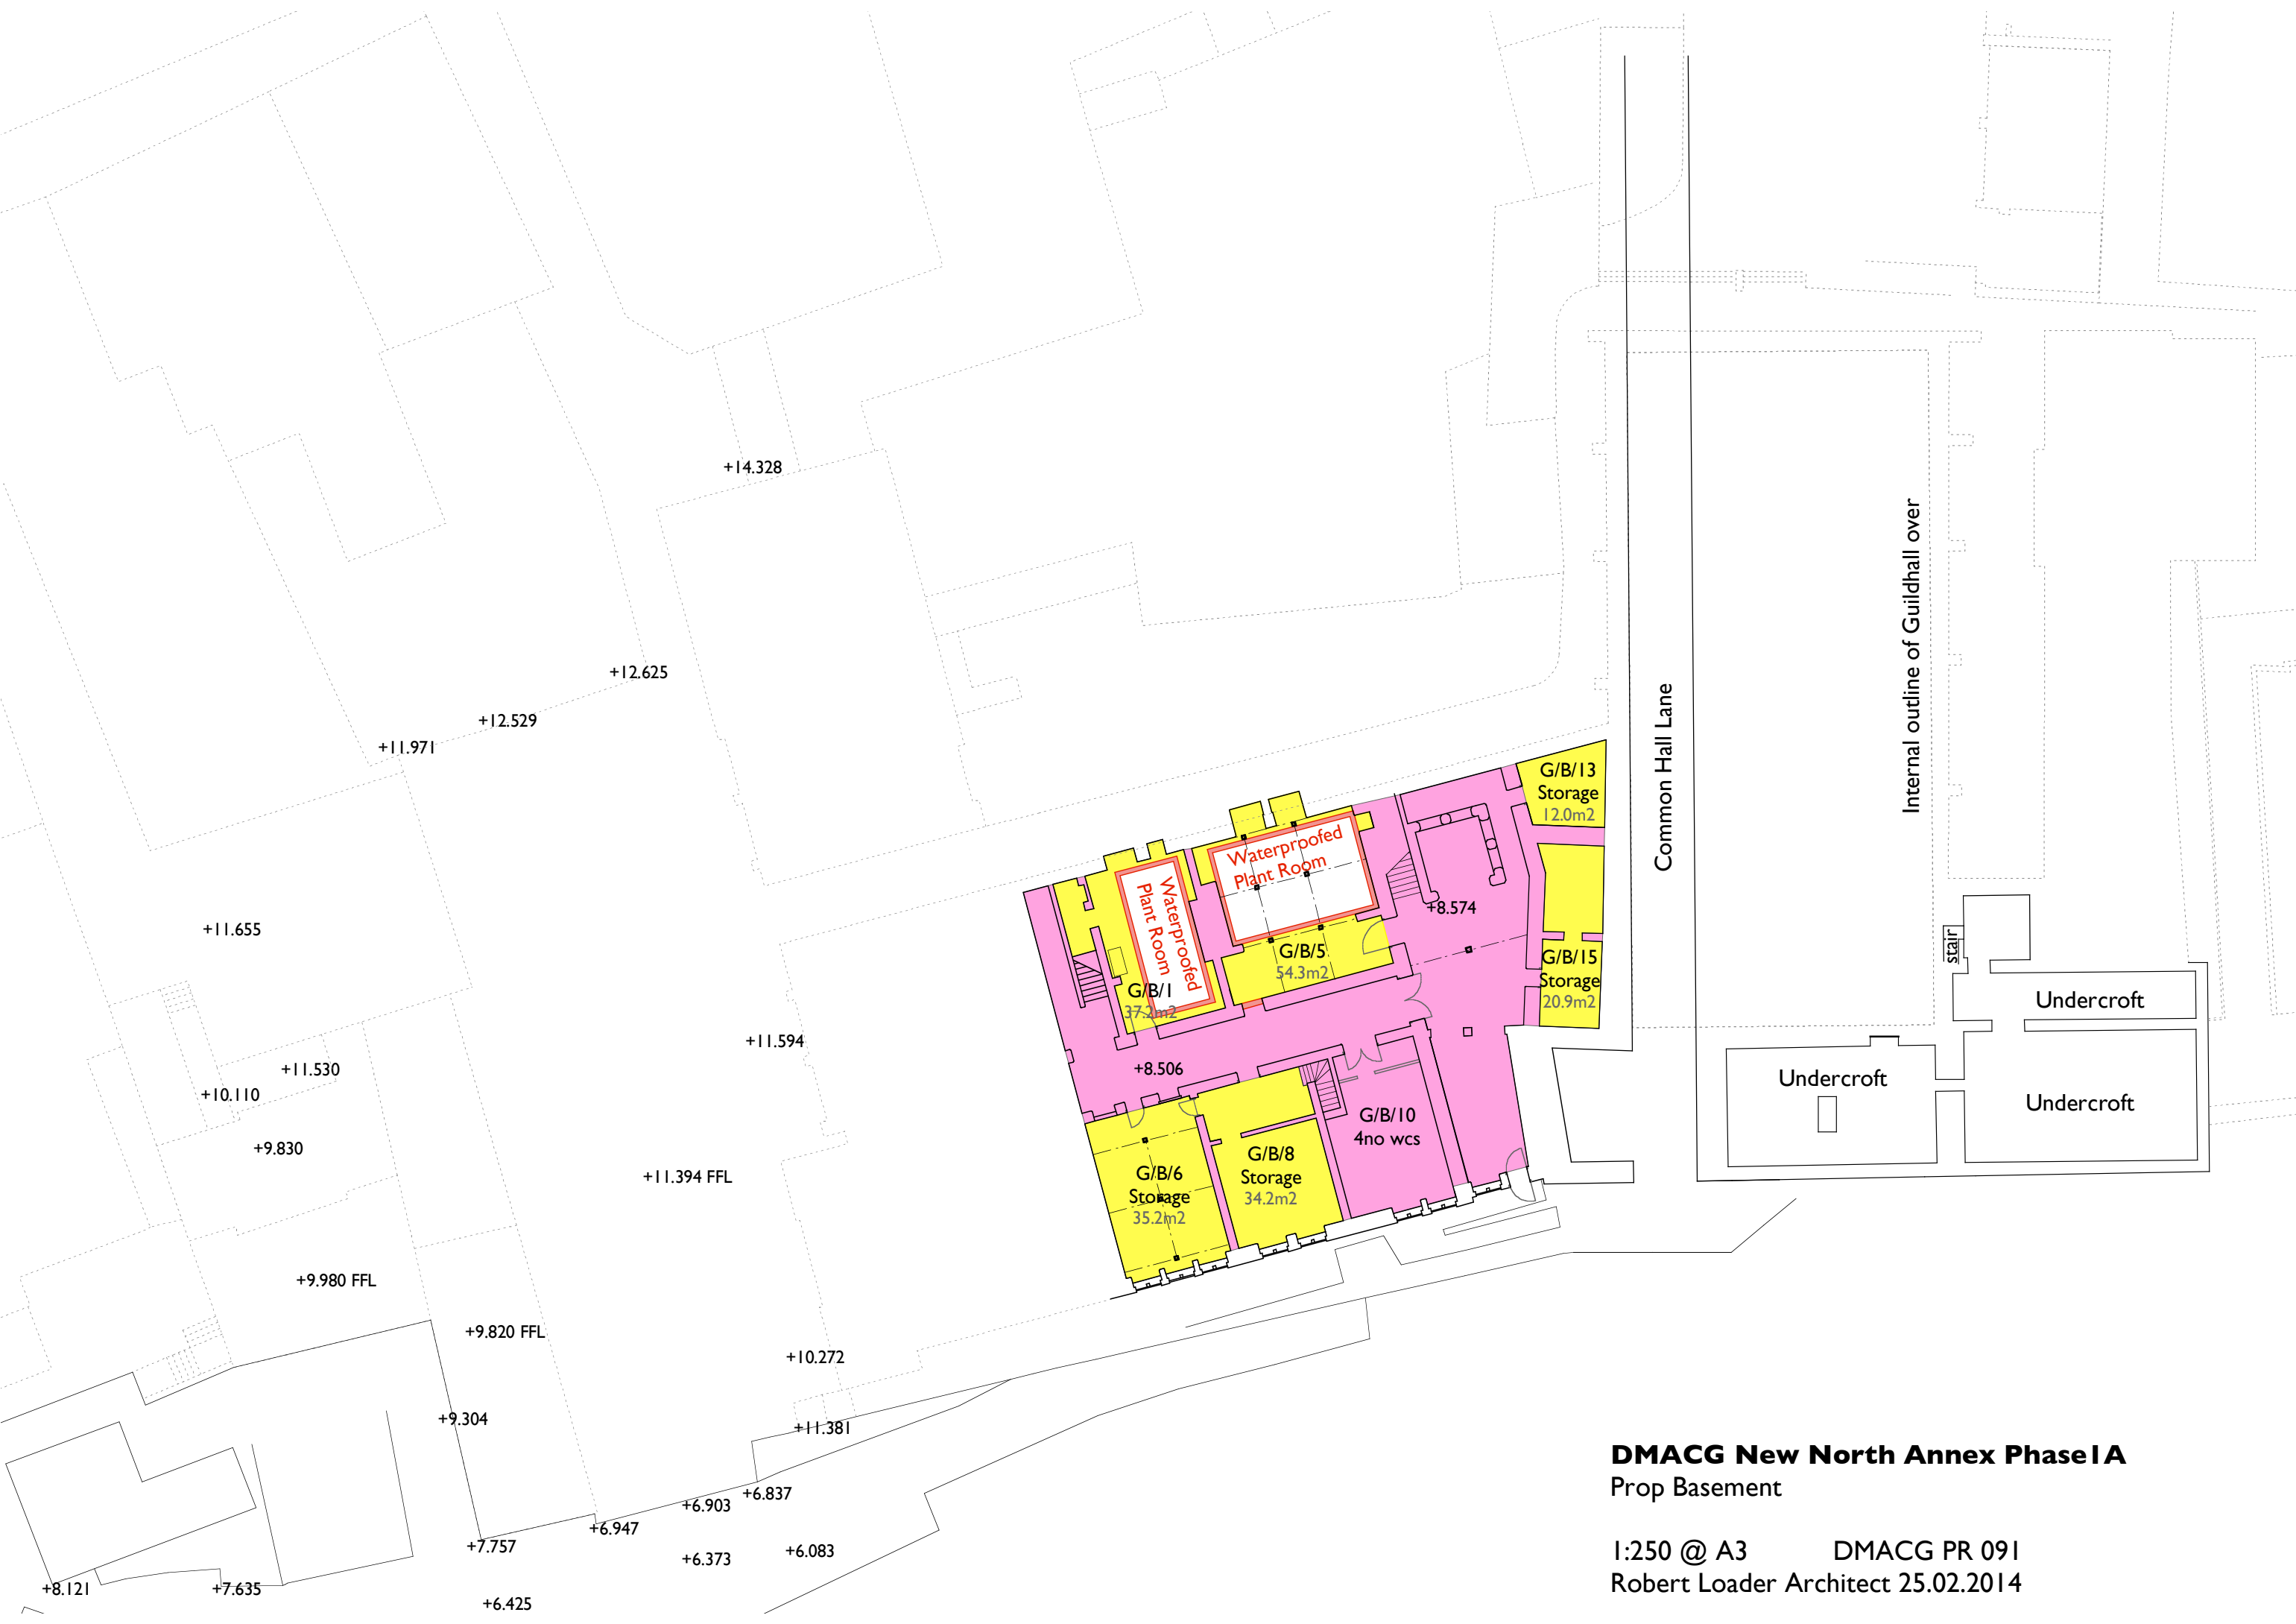 +14.328
+12.625
+12.529
+11.971
+11.655
+11.594
+11.530
+10.110
+9.830
+11.394 FFL
+9.980 FFL
+9.820 FFL
+10.272
+9.304
+11.381
+6.837
+6.903
+6.947
+7.757
+6.373
+6.083
+8.121
+7.635
+6.425
Common Hall Lane
Internal outline of Guildhall over
G/B/13
Storage
12.0m2
Waterproofed
Plant Room
Waterproofed
Plant Room
+8.574
G/B/5
54.3m2
G/B/1
37.2m2
G/B/15
Storage
20.9m2
+8.506
G/B/10
4no wcs
G/B/8
Storage
34.2m2
G/B/6
Storage
35.2m2
stair
Undercroft
Undercroft
Undercroft
DMACG New North Annex Phase1A
Prop Basement
1:250 @ A3 DMACG PR 091
Robert Loader Architect 25.02.2014